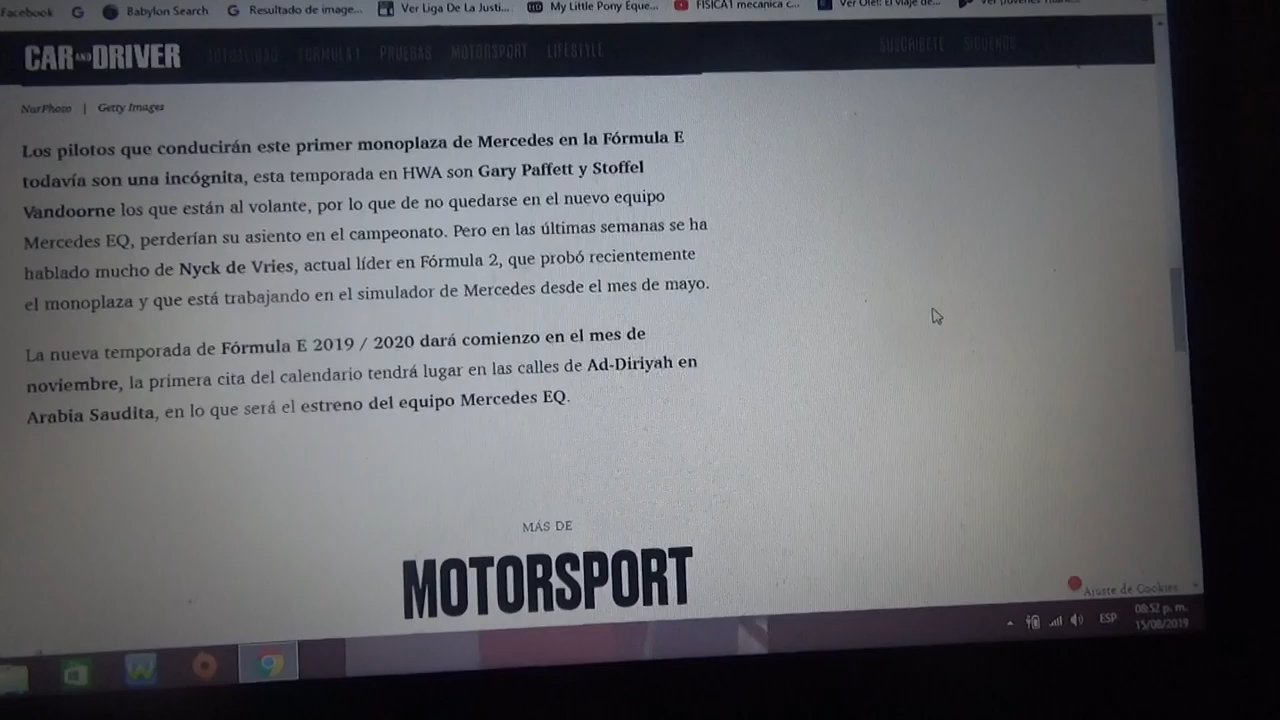 Facebook
Babylon Search
Resultado de image...
Ver Liga De La Justi...
My Little Pony Eque...
FISICA1 mecanica c...
CAR AND DRIVER
FÓRMULA 1
PRUEBAS
MOTORSPORT
LIFESTYLE
SUSCRÍBETE
SÍGUENOS
NurPhoto | Getty Images
Los pilotos que conducirán este primer monoplaza de Mercedes en la Fórmula E
todavía son una incógnita, esta temporada en HWA son Gary Paffett y Stoffel
Vandoorne los que están al volante, por lo que de no quedarse en el nuevo equipo
Mercedes EQ, perderían su asiento en el campeonato. Pero en las últimas semanas se ha
hablado mucho de Nyck de Vries, actual líder en Fórmula 2, que probó recientemente
el monoplaza y que está trabajando en el simulador de Mercedes desde el mes de mayo.
La nueva temporada de Fórmula E 2019 / 2020 dará comienzo en el mes de
noviembre, la primera cita del calendario tendrá lugar en las calles de Ad-Diriyah en
Arabia Saudita, en lo que será el estreno del equipo Mercedes EQ.
MÁS DE
MOTORSPORT
Ajuste de Cookies
ESP
08:52 p. m.
15/08/2019